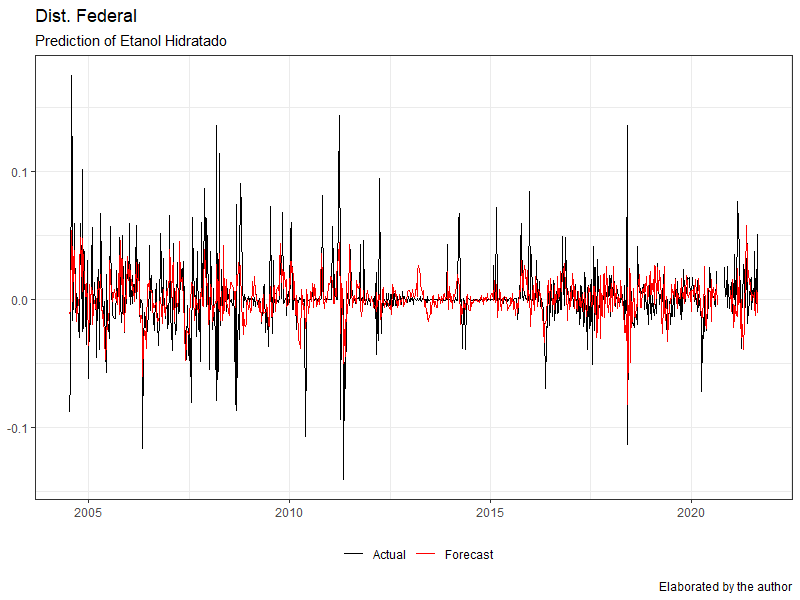 Dist. Federal
Prediction of Etanol Hidratado
0.1
0.0
-0.1
2005 2010 2015 2020
Actual Forecast
Elaborated by the author